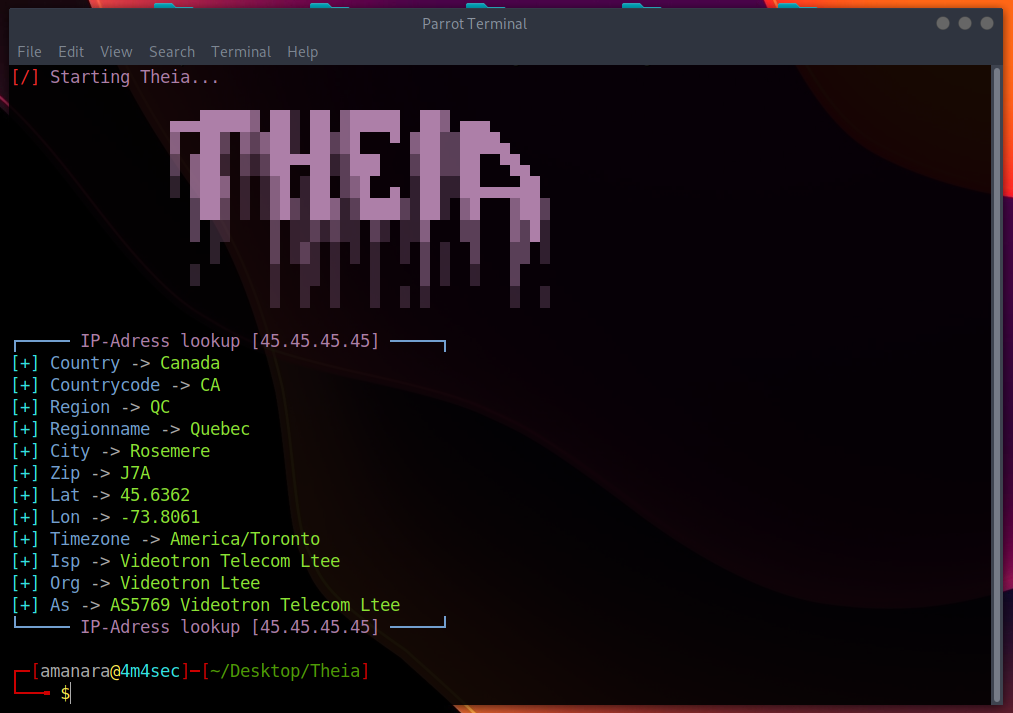 Parrot Terminal
File Edit View Search Terminal Help
[/] Starting Theia...
THEIA
IP-Adress lookup [45.45.45.45]
[+] Country -> Canada
[+] Countrycode -> CA
[+] Region -> QC
[+] Regionname -> Quebec
[+] City -> Rosemere
[+] Zip -> J7A
[+] Lat -> 45.6362
[+] Lon -> -73.8061
[+] Timezone -> America/Toronto
[+] Isp -> Videotron Telecom Ltee
[+] Org -> Videotron Ltee
[+] As -> AS5769 Videotron Telecom Ltee
IP-Adress lookup [45.45.45.45]
┌─[amanara@4m4sec]─[~/Desktop/Theia]
└──╼ $